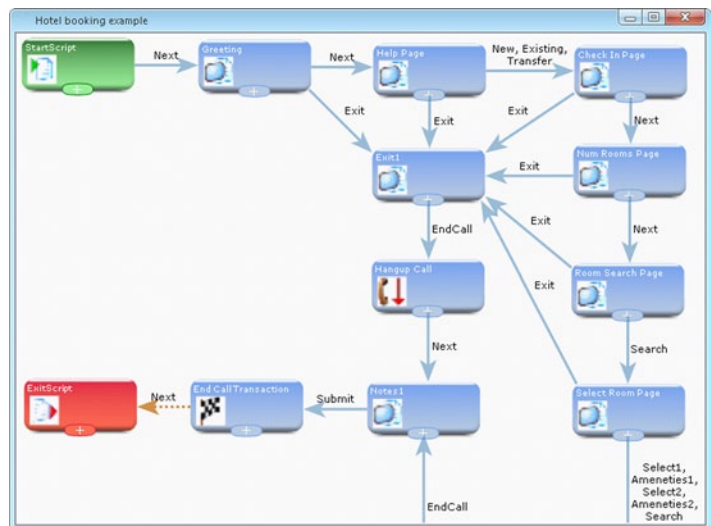 Hotel booking example
StartScript
Next
Greeting
Next
Help Page
New, Existing,
Transfer
Check In Page
Exit
Exit
Exit
Next
Exit1
Exit
Num Rooms Page
EndCall
Exit
Next
Hangup Call
Exit
Room Search Page
Next
Search
ExitScript
Next
End CallTransaction
Submit
Notes1
Select Room Page
EndCall
Select1,
Ameneties1,
Select2,
Ameneties2,
Search